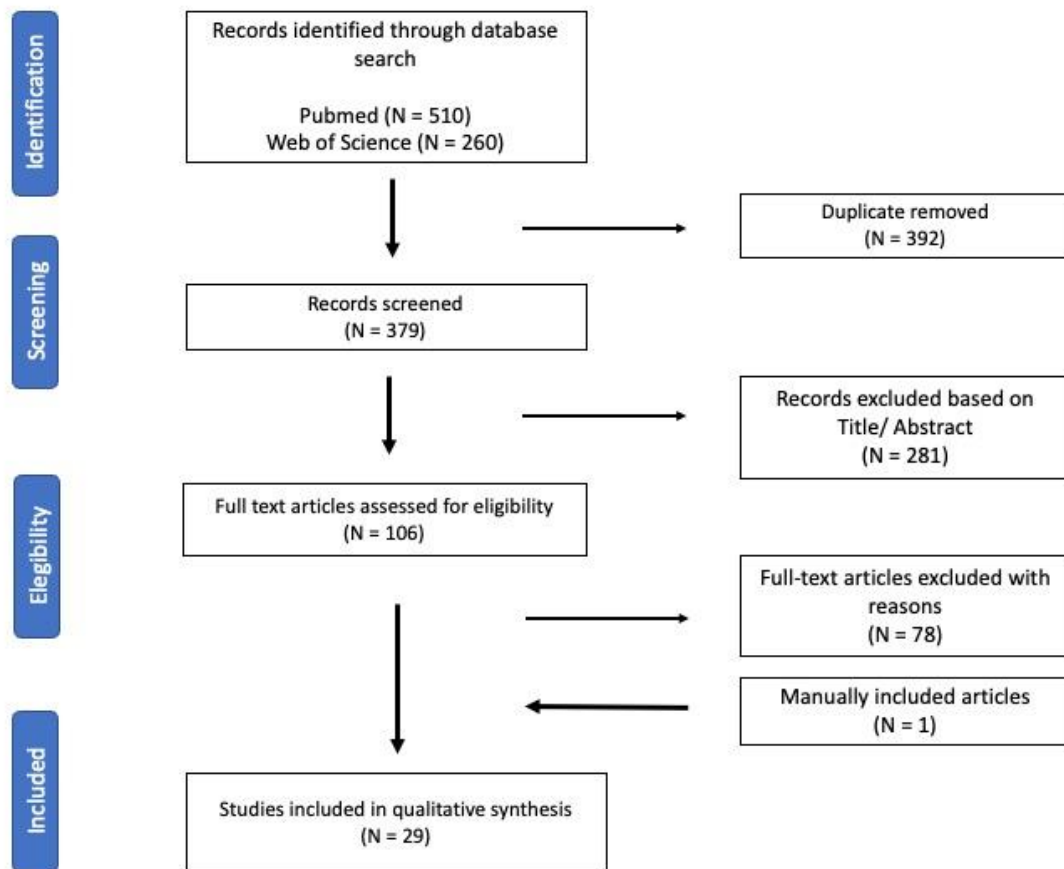 Identification
Records identified through database
search
Pubmed (N = 510)
Web of Science (N = 260)
Duplicate removed
(N = 392)
Screening
Records screened
(N = 379)
Records excluded based on
Title/ Abstract
(N = 281)
Elegibility
Full text articles assessed for eligibility
(N = 106)
Full-text articles excluded with
reasons
(N = 78)
Manually included articles
(N = 1)
Included
Studies included in qualitative synthesis
(N = 29)